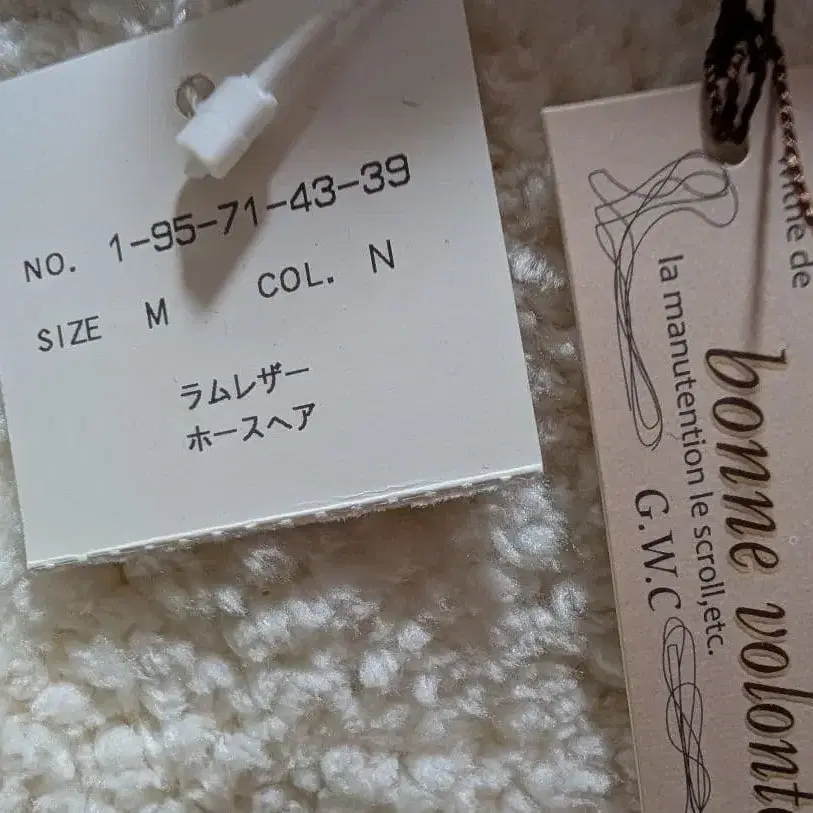 NO. 1-95-71-43-39
SIZE M COL. N
ラムレザー
ホースヘア
de
la manutention le scroll,etc.
bonne
G.W.C